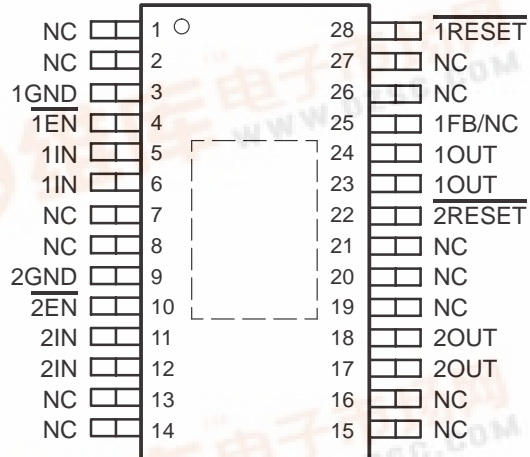 NC 1 28 1RESET
NC 2 27 NC
1GND 3 26 NC
1EN 4 25 1FB/NC
1IN 5 24 1OUT
1IN 6 23 1OUT
NC 7 22 2RESET
NC 8 21 NC
2GND 9 20 NC
2EN 10 19 NC
2IN 11 18 2OUT
2IN 12 17 2OUT
NC 13 16 NC
NC 14 15 NC